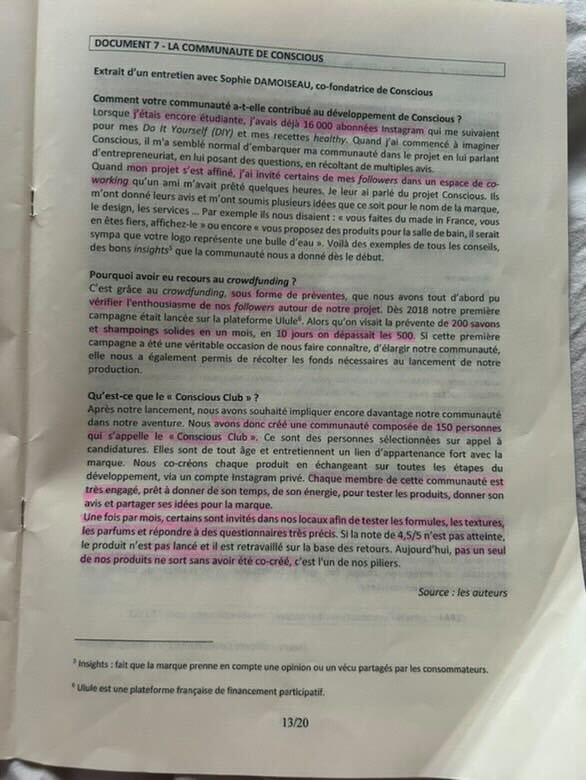 DOCUMENT 7 - LA COMMUNAUTE DE CONSCIOUS
Extrait d'un entretien avec Sophie DAMOISEAU, co-fondatrice de Conscious
Comment votre communauté a-t-elle contribué au développement de Conscious ?
Lorsque j'étais encore étudiante, j'avais déjà 16 000 abonnées Instagram qui me suivaient
pour mes Do It Yourself (DIY) et mes recettes healthy. Quand j'ai commencé à imaginer
Conscious, il m'a semblé normal d'embarquer ma communauté dans le projet en lui parlant
d'entrepreneuriat, en lui posant des questions, en récoltant de multiples avis.
Quand mon projet s'est affiné, j'ai invité certains de mes followers dans un espace de co-
working qu'un ami m'avait prêté quelques heures. Je leur ai parlé du projet Conscious. Ils
m'ont donné leurs avis et m'ont soumis plusieurs idées que ce soit pour le nom de la marque,
le design, les services ... Par exemple ils nous disaient : « vous faites du made in France, vous
en êtes fiers, affichez-le » ou encore « vous proposez des produits pour la salle de bain, il serait
sympa que votre logo représente une bulle d'eau ». Voilà des exemples de tous les conseils,
des bons insights⁵ que la communauté nous a donné dès le début.
Pourquoi avoir eu recours au crowdfunding ?
C'est grâce au crowdfunding, sous forme de préventes, que nous avons tout d'abord pu
vérifier l'enthousiasme de nos followers autour de notre projet. Dès 2018 notre première
campagne était lancée sur la plateforme Ulule⁶. Alors qu'on visait la prévente de 200 savons
et shampoings solides en un mois, en 10 jours on dépassait les 500. Si cette première
campagne a été une véritable occasion de nous faire connaître, d'élargir notre communauté,
elle nous a également permis de récolter les fonds nécessaires au lancement de notre
production.
Qu'est-ce que le « Conscious Club » ?
Après notre lancement, nous avons souhaité impliquer encore davantage notre communauté
dans notre aventure. Nous avons donc créé une communauté composée de 150 personnes
qui s'appelle le « Conscious Club ». Ce sont des personnes sélectionnées sur appel à
candidatures. Elles sont de tout âge et entretiennent un lien d'appartenance fort avec la
marque. Nous co-créons chaque produit en échangeant sur toutes les étapes du
développement, via un compte Instagram privé. Chaque membre de cette communauté est
très engagé, prêt à donner de son temps, de son énergie, pour tester les produits, donner son
avis et partager ses idées pour la marque.
Une fois par mois, certains sont invités dans nos locaux afin de tester les formules, les textures,
les parfums et répondre à des questionnaires très précis. Si la note de 4,5/5 n'est pas atteinte,
le produit n'est pas lancé et il est retravaillé sur la base des retours. Aujourd'hui, pas un seul
de nos produits ne sort sans avoir été co-créé, c'est l'un de nos piliers.
Source : les auteurs
⁵ Insights : fait que la marque prenne en compte une opinion ou un vécu partagés par les consommateurs.
⁶ Ulule est une plateforme française de financement participatif.
13/20